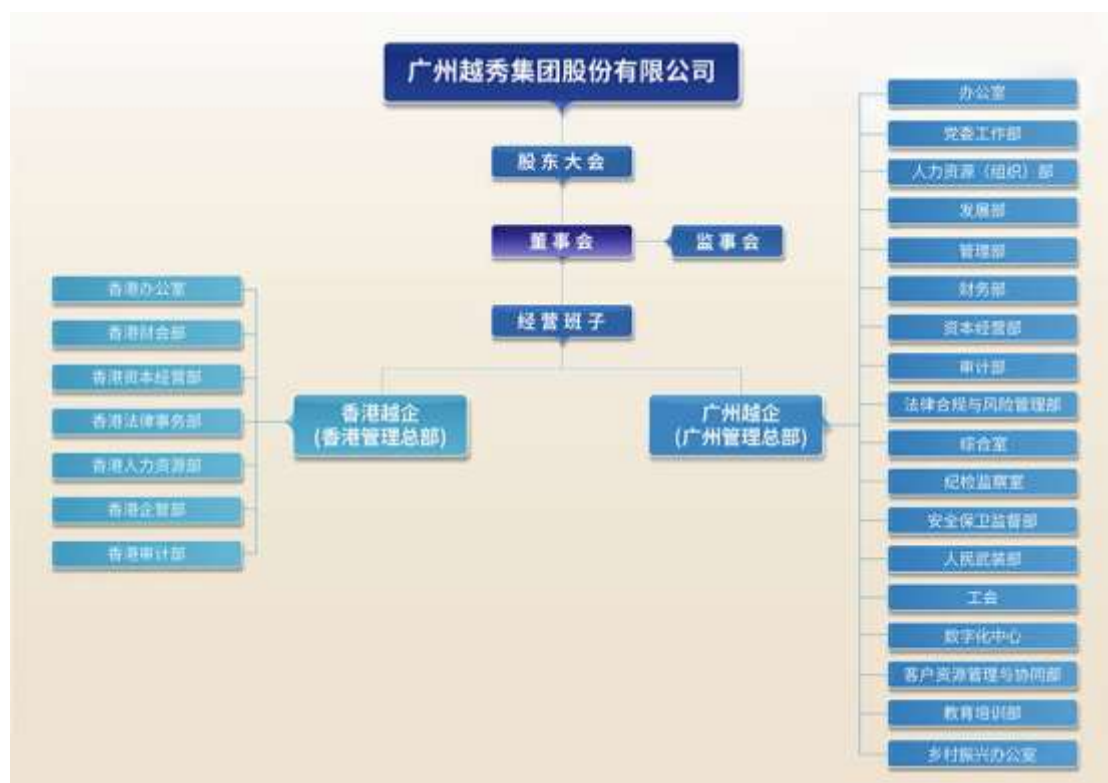 广州越秀集团股份有限公司
股东大会
董事会
监事会
经营班子
香港越企
(香港管理总部)
广州越企
(广州管理总部)
香港办公室
香港财会部
香港资本经营部
香港法律事务部
香港人力资源部
香港企管部
香港审计部
办公室
党委工作部
人力资源（组织）部
发展部
管理部
财务部
资本经营部
审计部
法律合规与风险管理部
综合室
纪检监察室
安全保卫监督部
人民武装部
工会
数字化中心
客户资源管理与协同部
教育培训部
乡村振兴办公室